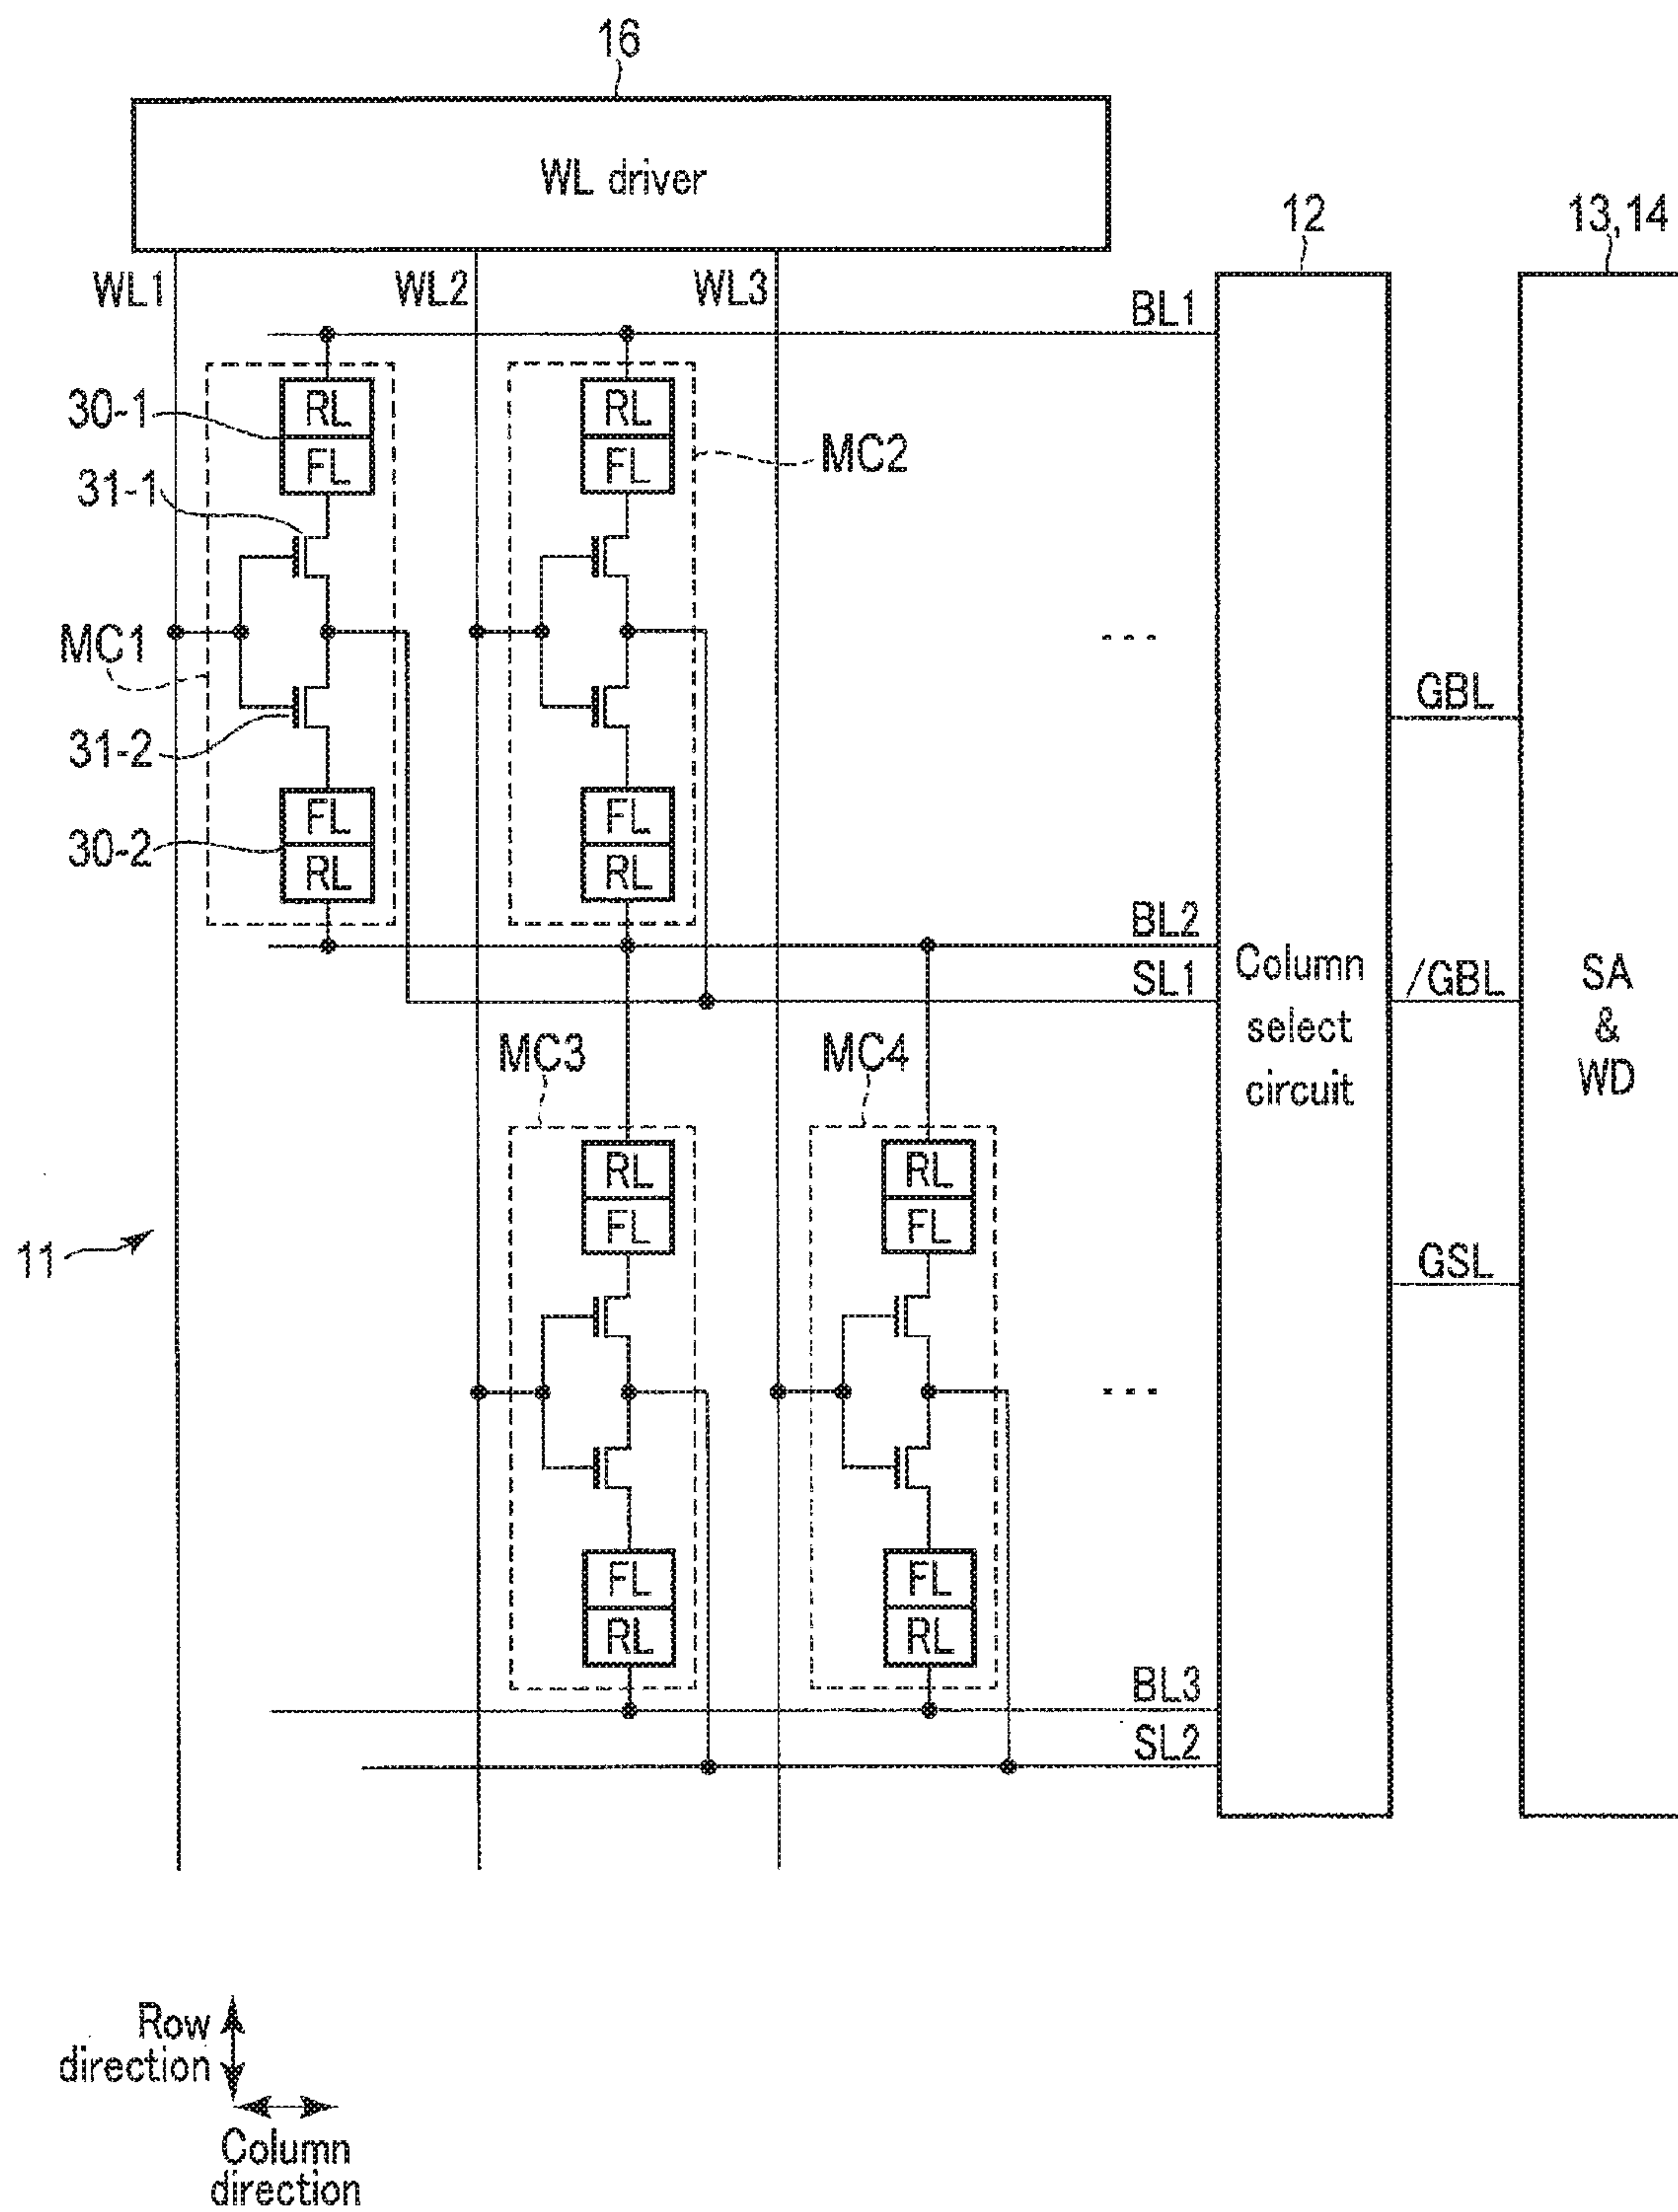 16
WL driver
12
13,14
WL1
WL2
WL3
BL1
30-1
RL
FL
RL
FL
MC2
31-1
MC1
...
GBL
31-2
30-2
FL
RL
FL
RL
BL2
SL1
Column
select
circuit
/GBL
SA
&
WD
MC3
MC4
RL
FL
RL
FL
11
GSL
...
FL
RL
FL
RL
BL3
SL2
Row
direction
Column
direction